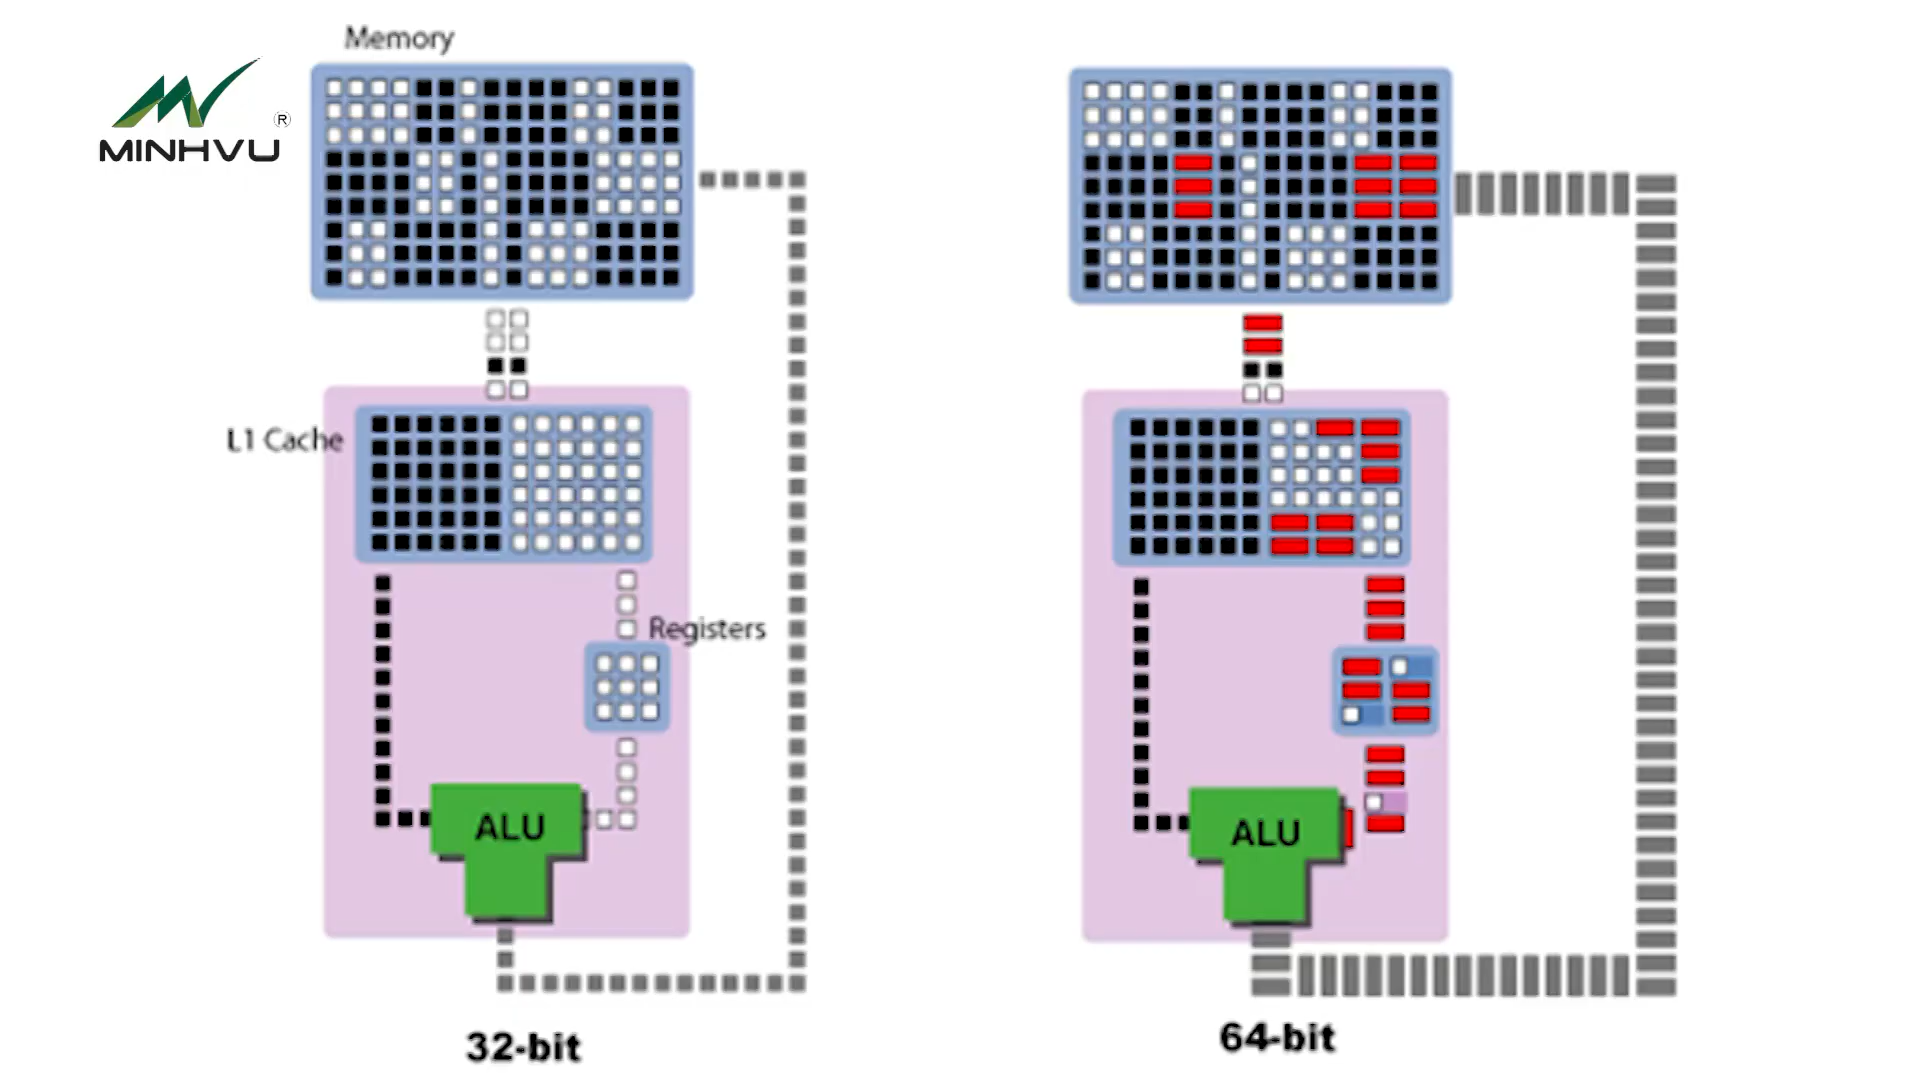 Memory
MINHVU
®
L1 Cache
Registers
ALU
ALU
32-bit
64-bit